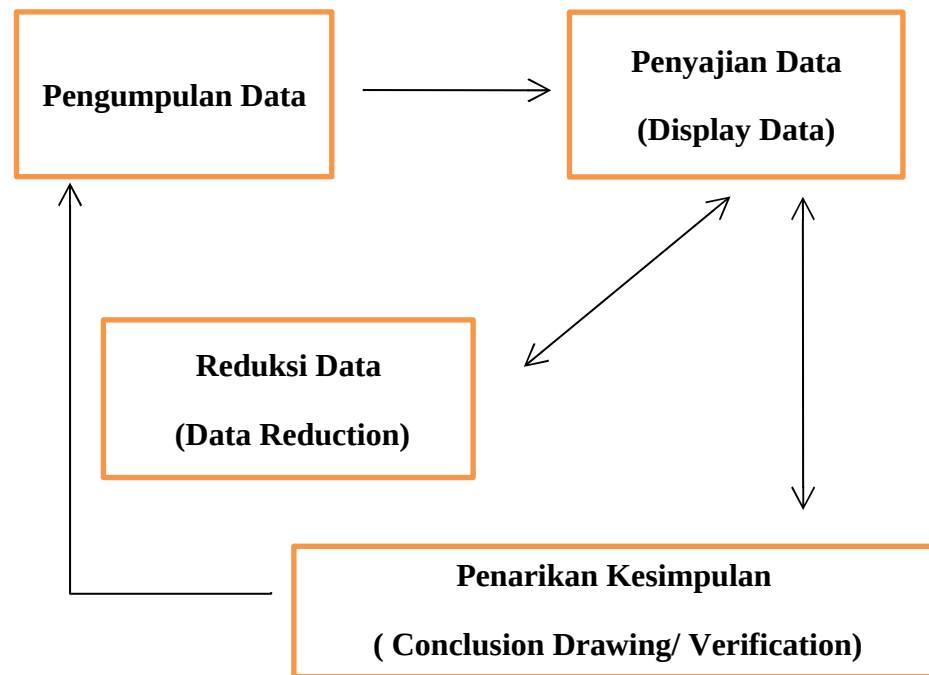 Pengumpulan Data
Penyajian Data
(Display Data)
Reduksi Data
(Data Reduction)
Penarikan Kesimpulan
( Conclusion Drawing/ Verification)